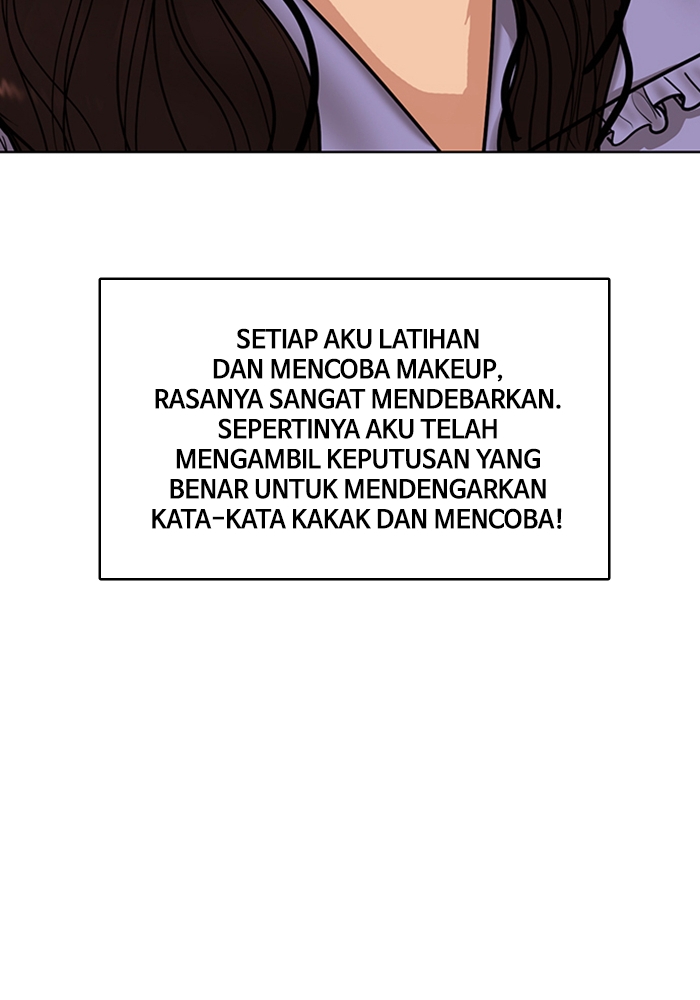 SETIAP AKU LATIHAN
DAN MENCOBA MAKEUP,
RASANYA SANGAT MENDEBARKAN.
SEPERTINYA AKU TELAH
MENGAMBIL KEPUTUSAN YANG
BENAR UNTUK MENDENGARKAN
KATA-KATA KAKAK DAN MENCOBA!